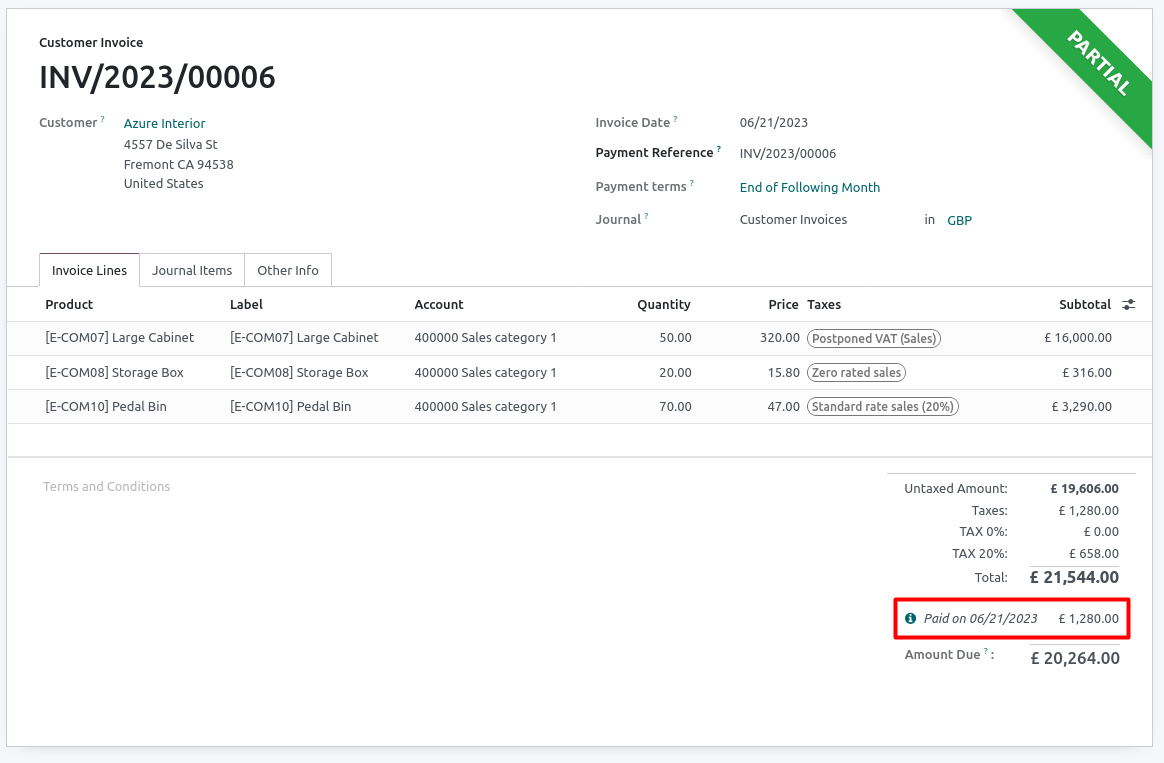 PARTIAL
Customer Invoice
INV/2023/00006
Customer ? Azure Interior
4557 De Silva St
Fremont CA 94538
United States
Invoice Date ? 06/21/2023
Payment Reference ? INV/2023/00006
Payment terms ? End of Following Month
Journal ? Customer Invoices in GBP
Invoice Lines Journal Items Other Info
Product Label Account Quantity Price Taxes Subtotal
[E-COM07] Large Cabinet [E-COM07] Large Cabinet 400000 Sales category 1 50.00 320.00 Postponed VAT (Sales) £ 16,000.00
[E-COM08] Storage Box [E-COM08] Storage Box 400000 Sales category 1 20.00 15.80 Zero rated sales £ 316.00
[E-COM10] Pedal Bin [E-COM10] Pedal Bin 400000 Sales category 1 70.00 47.00 Standard rate sales (20%) £ 3,290.00
Terms and Conditions
Untaxed Amount: £ 19,606.00
Taxes: £ 1,280.00
TAX 0%: £ 0.00
TAX 20%: £ 658.00
Total: £ 21,544.00
Paid on 06/21/2023 £ 1,280.00
Amount Due ? : £ 20,264.00